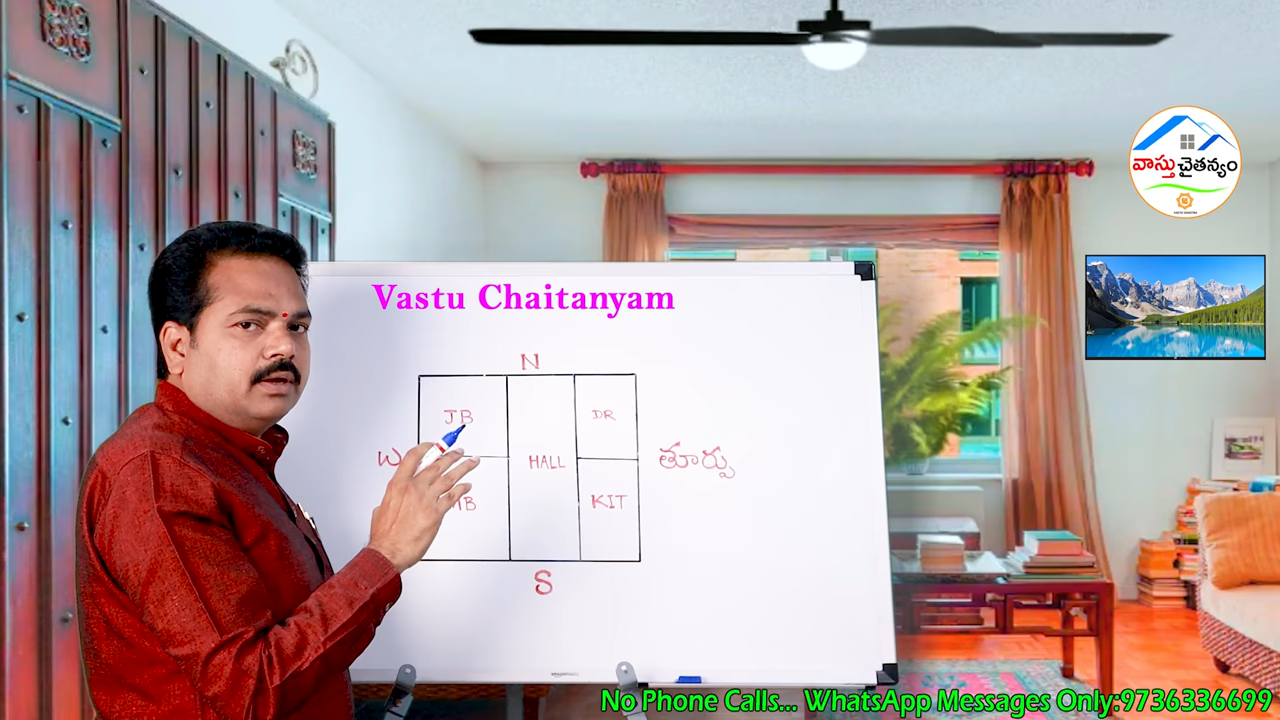 వాస్తు చైతన్యం
Vastu Chaitanyam
N
JB
DR
HALL
తూర్పు
KIT
S
No Phone Calls... WhatsApp Messages Only:9736336699